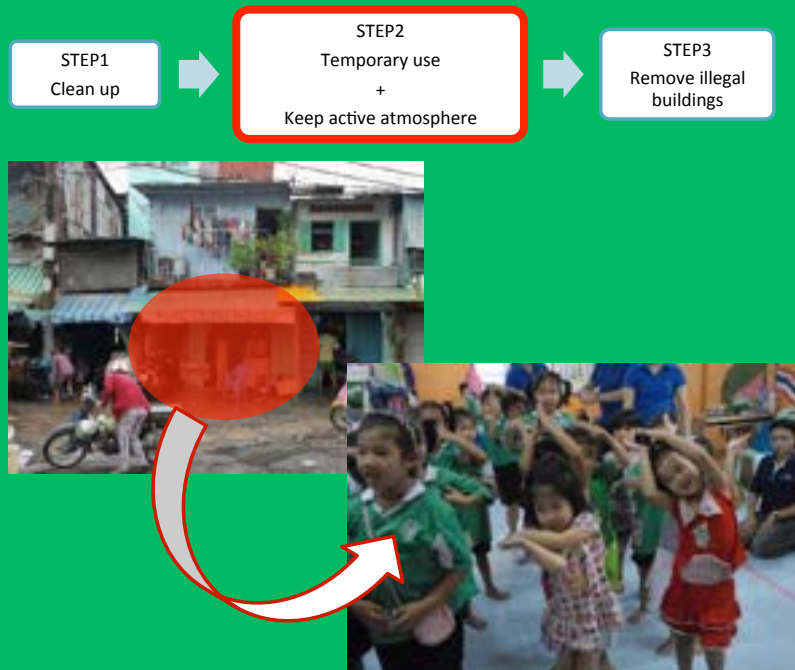 STEP1
Clean up
STEP2
Temporary use
+
Keep active atmosphere
STEP3
Remove illegal
buildings